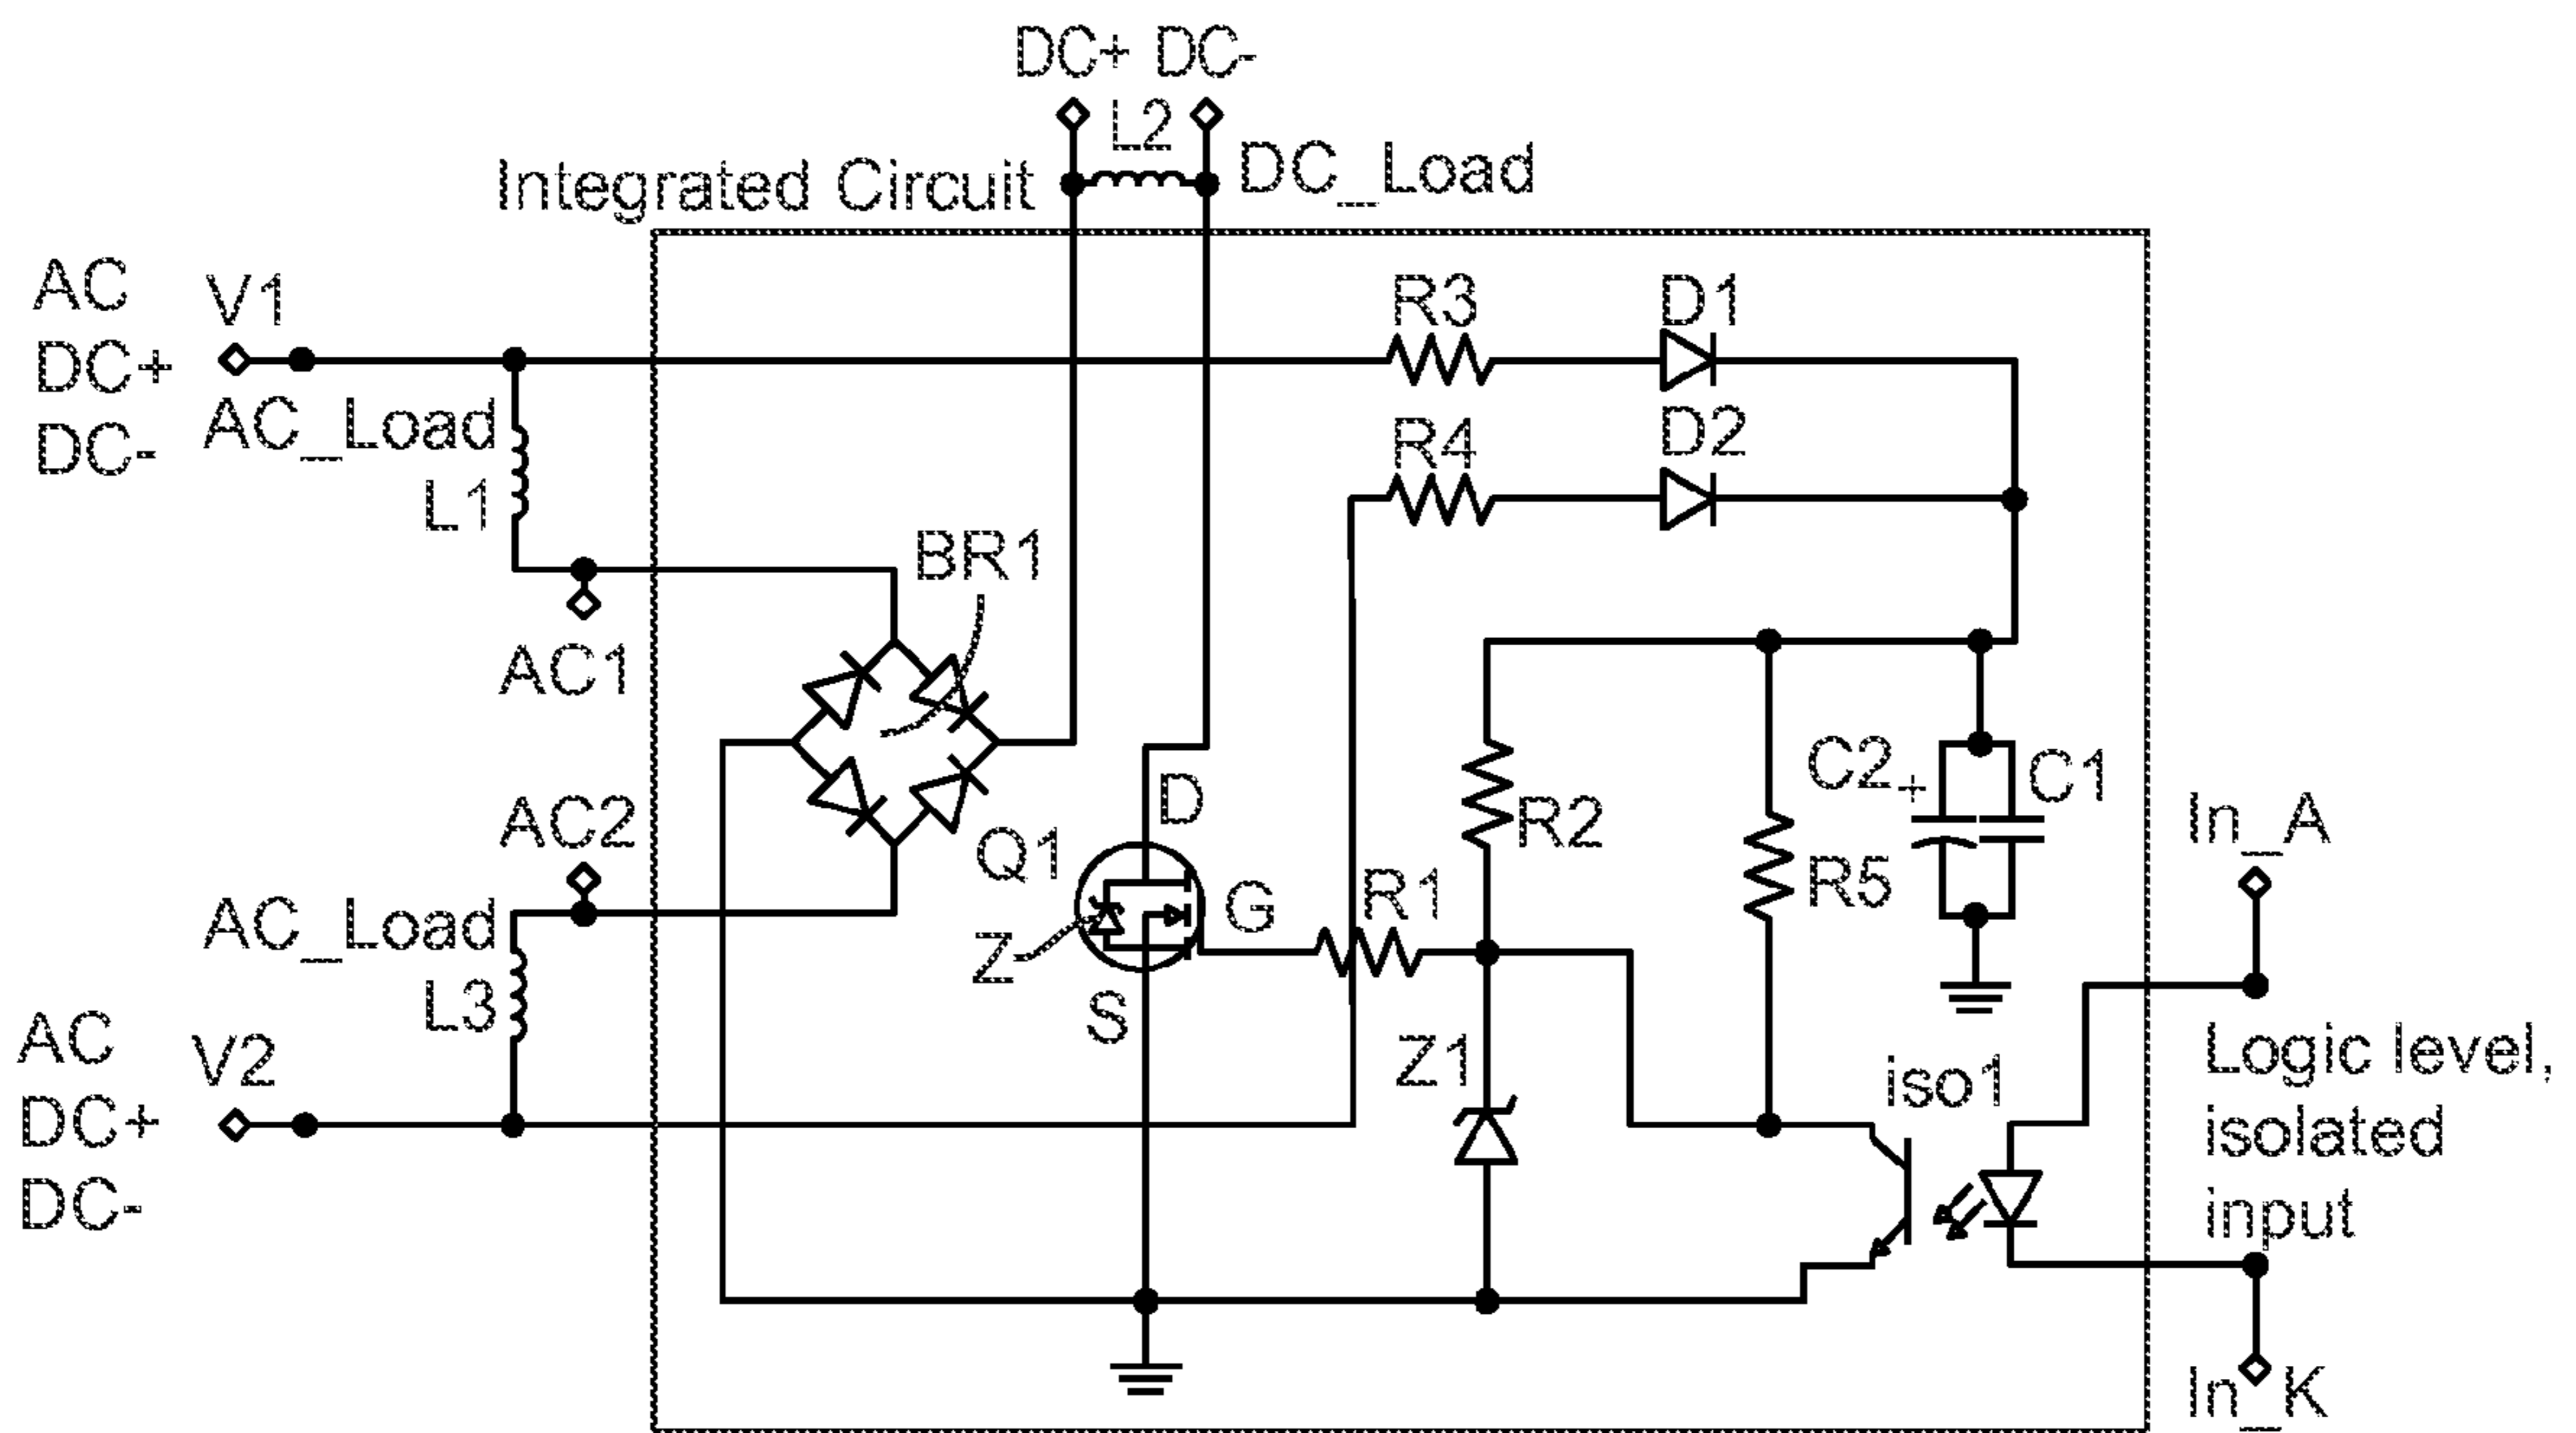 DC+ DC-
L2
Integrated Circuit
DC_Load
AC
DC+
DC-
V1
AC_Load
L1
R3
D1
R4
D2
BR1
AC1
AC2
AC_Load
L3
AC
DC+
DC-
V2
Q1
D
G
S
Z
R1
R2
R5
C2
+
C1
Z1
iso1
In_A
Logic level,
isolated
input
In_K